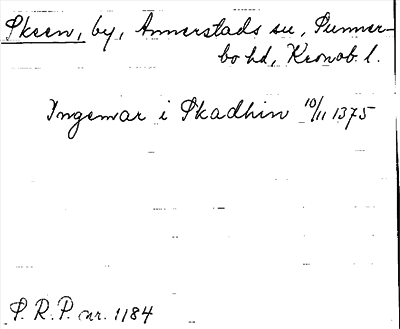 Skeen, by, Annerstads sn, Sunner-
bo hd, Kronob. l.
Ingemar i Skadhin 10/11 1375
P. R. P. nr. 1184